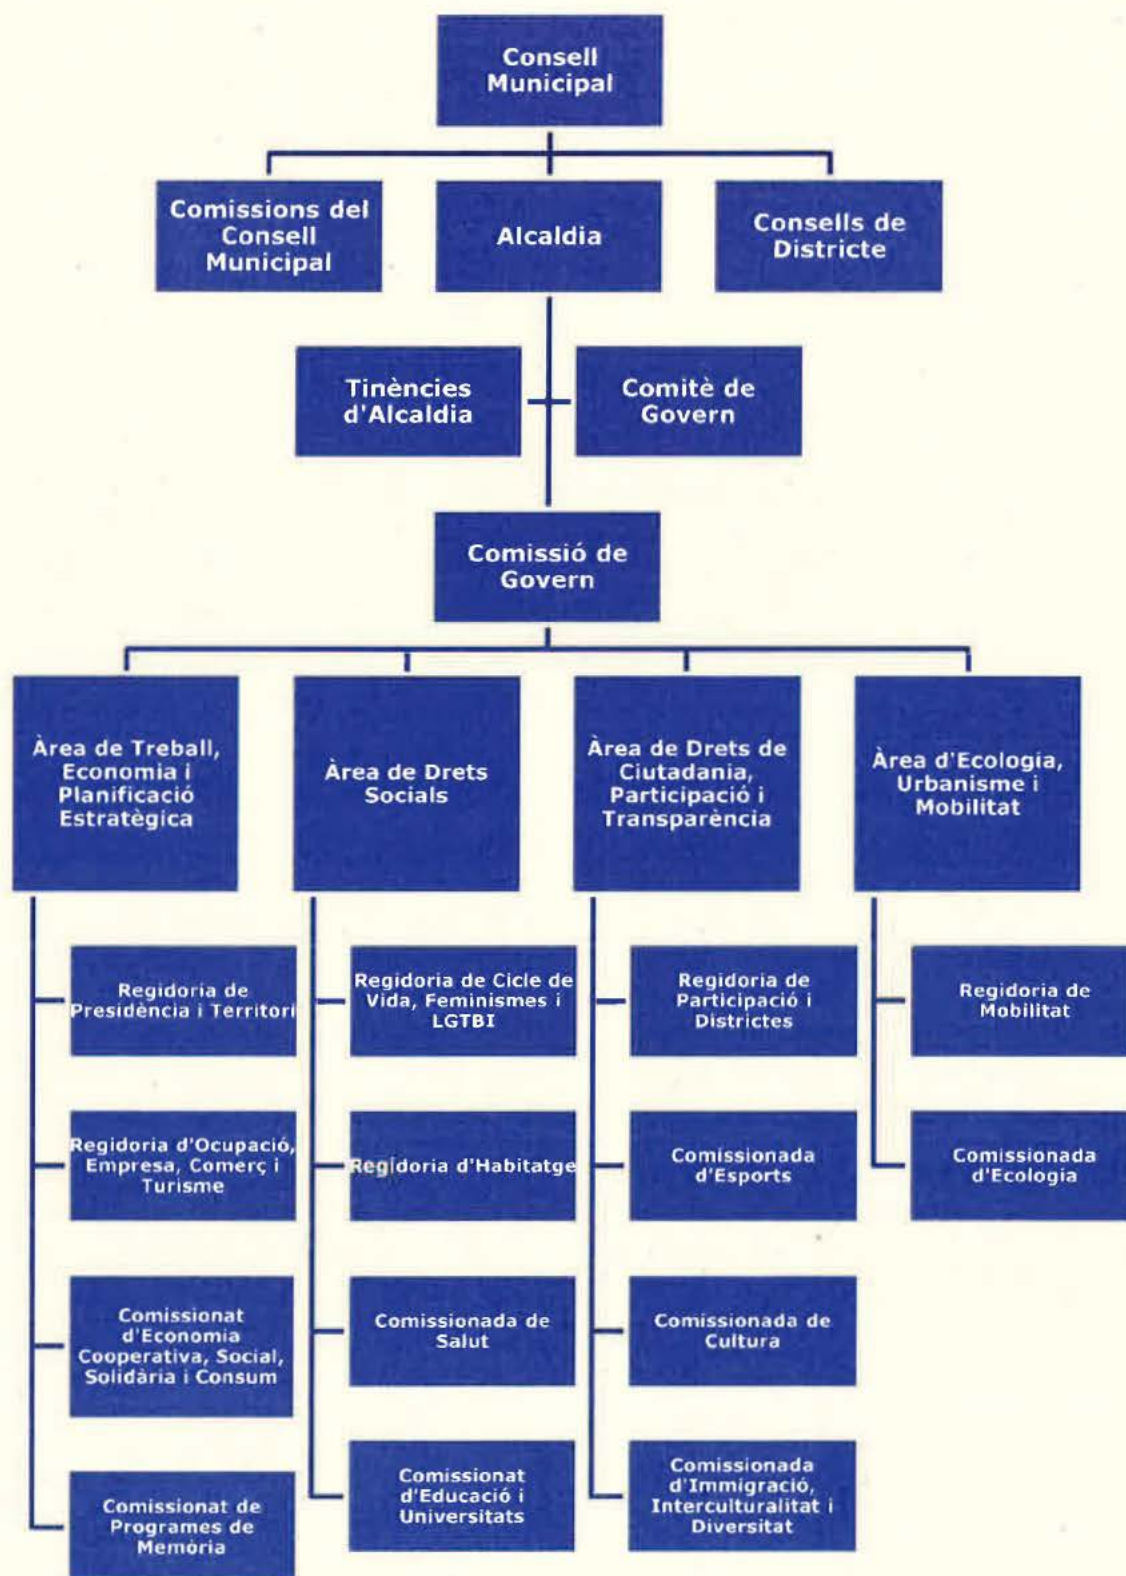 Consell
Municipal
Comissions del
Consell
Municipal
Alcaldia
Consells de
Districte
Tinències
d'Alcaldia
Comitè de
Govern
Comissió de
Govern
Àrea de Treball,
Economia i
Planificació
Estratègica
Àrea de Drets
Socials
Àrea de Drets de
Ciutadania,
Participació i
Transparència
Àrea d'Ecologia,
Urbanisme i
Mobilitat
Regidoria de
Presidència i Territori
Regidoria de Cicle de
Vida, Feminismes i
LGTBI
Regidoria de
Participació i
Districtes
Regidoria de
Mobilitat
Regidoria d'Ocupació,
Empresa, Comerç i
Turisme
Regidoria d'Habitatge
Comissionada
d'Esports
Comissionada
d'Ecologia
Comissionat
d'Economia
Cooperativa, Social,
Solidària i Consum
Comissionada de
Salut
Comissionada de
Cultura
Comissionat de
Programes de
Memòria
Comissionat
d'Educació i
Universitats
Comissionada
d'Immigració,
Interculturalitat i
Diversitat